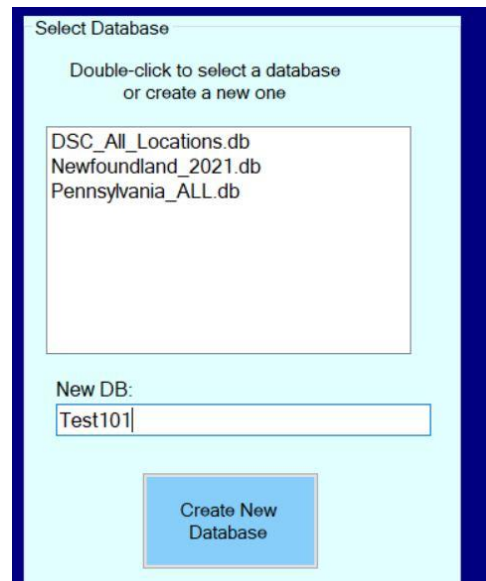 Select Database
Double-click to select a database
or create a new one
DSC_All_Locations.db
Newfoundland_2021.db
Pennsylvania_ALL.db
New DB:
Test101
Create New
Database